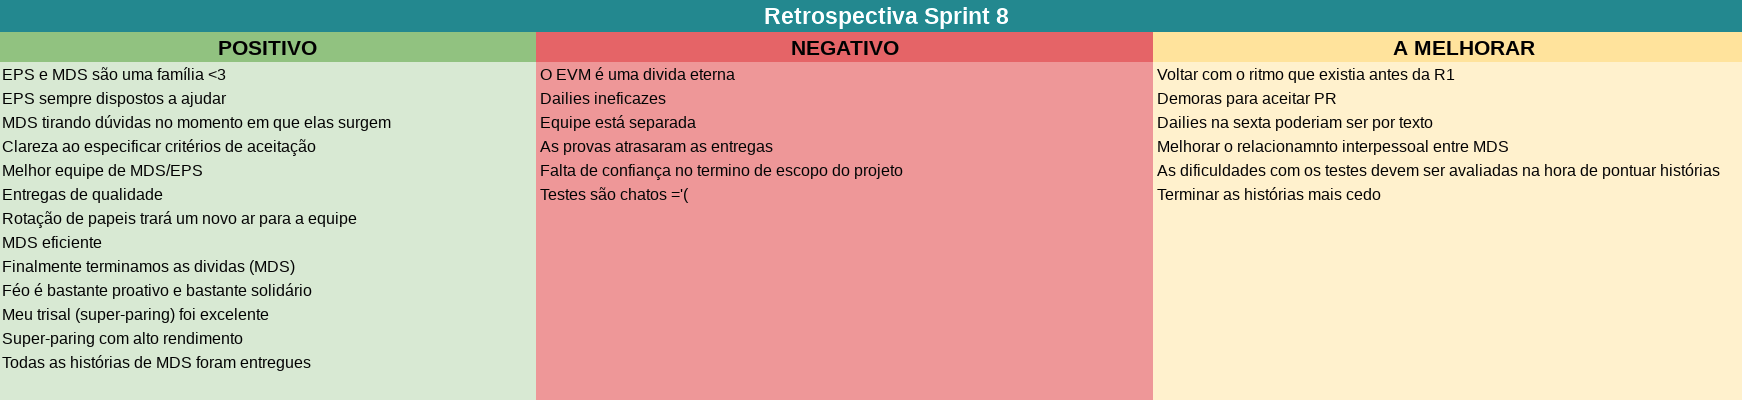 Retrospectiva Sprint 8
POSITIVO
EPS e MDS são uma família <3
EPS sempre dispostos a ajudar
MDS tirando dúvidas no momento em que elas surgem
Clareza ao especificar critérios de aceitação
Melhor equipe de MDS/EPS
Entregas de qualidade
Rotação de papeis trará um novo ar para a equipe
MDS eficiente
Finalmente terminamos as dividas (MDS)
Féo é bastante proativo e bastante solidário
Meu trisal (super-paring) foi excelente
Super-paring com alto rendimento
Todas as histórias de MDS foram entregues
NEGATIVO
O EVM é uma divida eterna
Dailies ineficazes
Equipe está separada
As provas atrasaram as entregas
Falta de confiança no termino de escopo do projeto
Testes são chatos ='(
A MELHORAR
Voltar com o ritmo que existia antes da R1
Demoras para aceitar PR
Dailies na sexta poderiam ser por texto
Melhorar o relacionamnto interpessoal entre MDS
As dificuldades com os testes devem ser avaliadas na hora de pontuar histórias
Terminar as histórias mais cedo